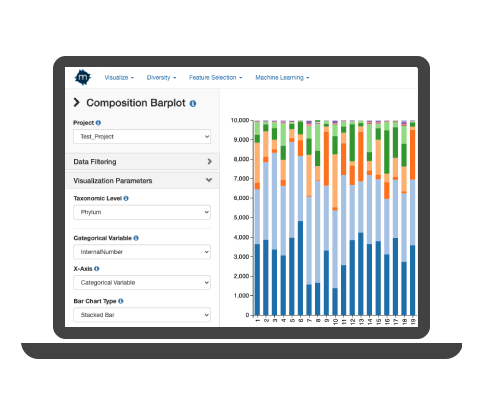 m
Visualize Diversity Feature Selection Machine Learning
Composition Barplot
Project
Test_Project
Data Filtering
Visualization Parameters
Taxonomic Level
Phylum
Categorical Variable
InternalNumber
X-Axis
Categorical Variable
Bar Chart Type
Stacked Bar
10,000
9,000
8,000
7,000
6,000
5,000
4,000
3,000
2,000
1,000
0
1 2 3 4 5 6 7 8 9 10 11 12 13 14 15 16 17 18 19